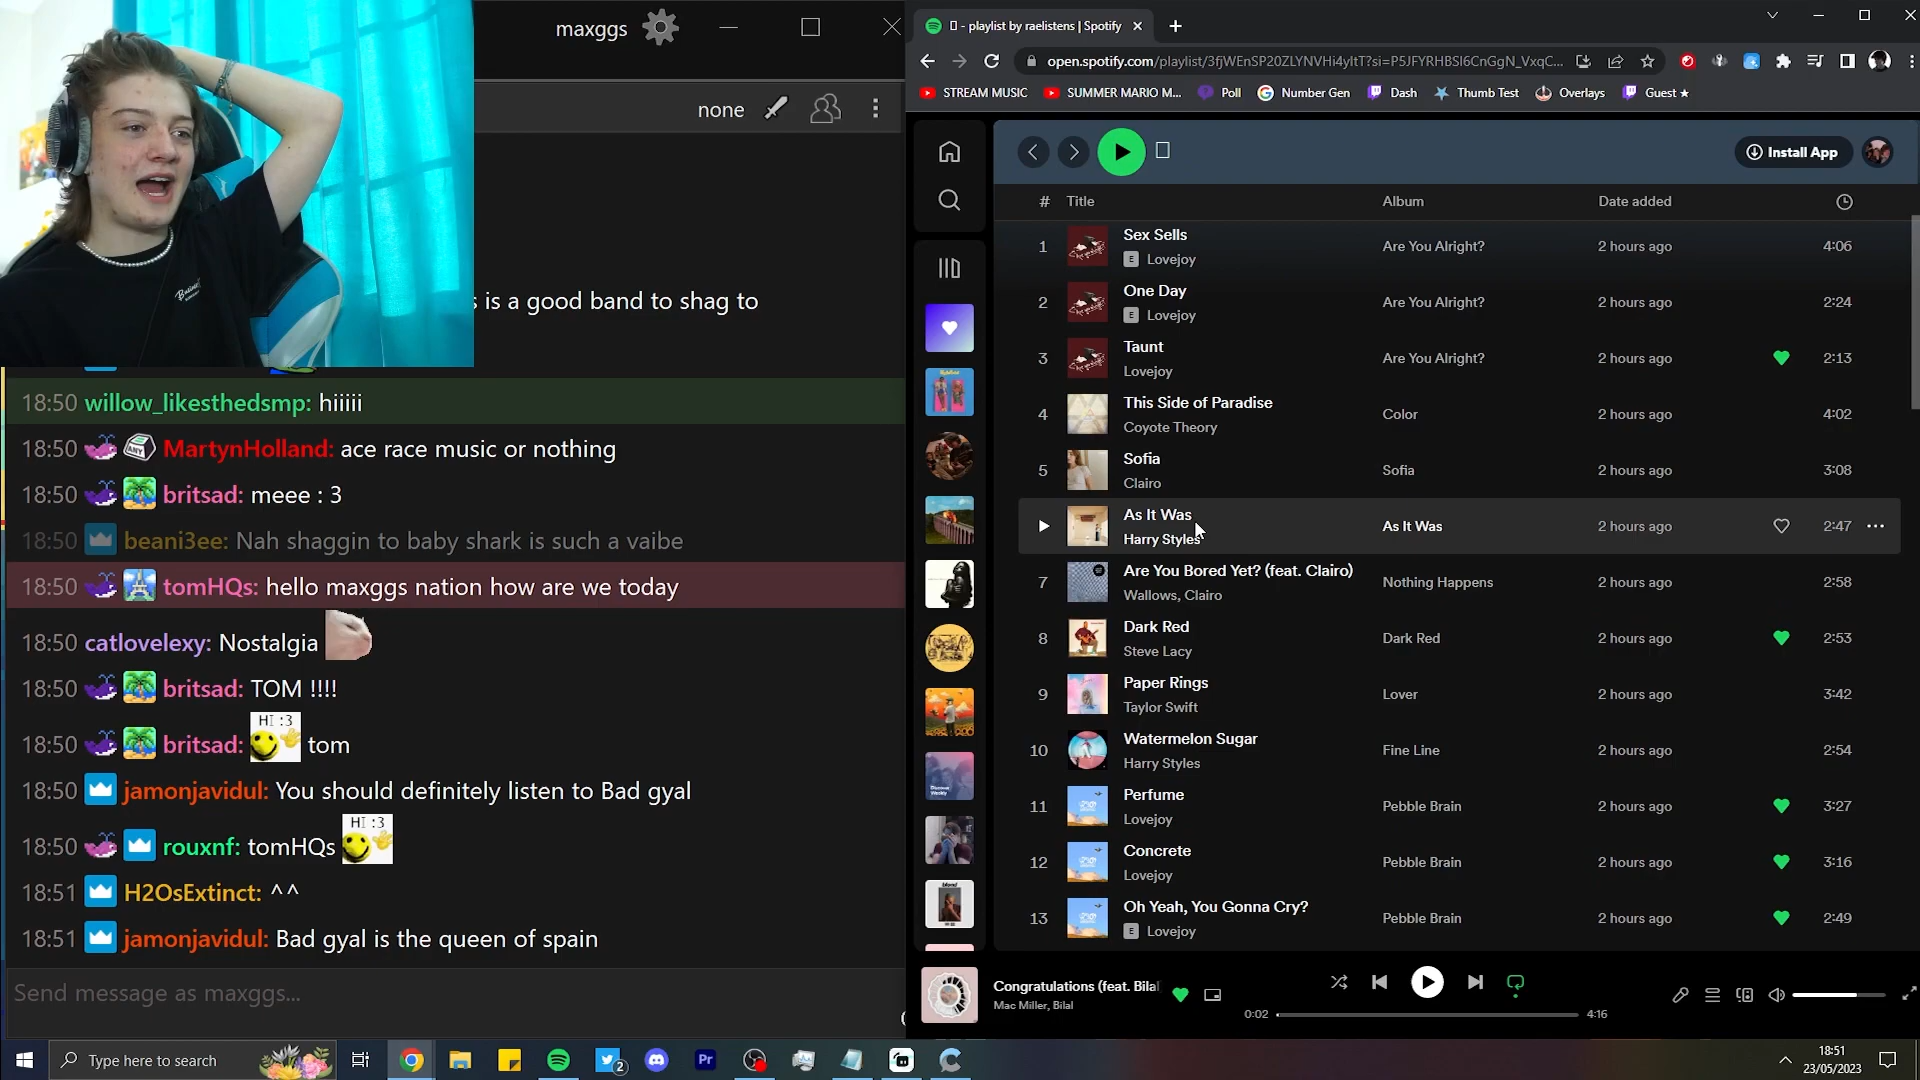 maxggs
none
is a good band to shag to
18:50 willow_likesthedsmp: hiiiii
18:50 MartynHolland: ace race music or nothing
18:50 britsad: meee : 3
18:50 beani3ee: Nah shaggin to baby shark is such a vaibe
18:50 tomHQs: hello maxggs nation how are we today
18:50 catlovelexy: Nostalgia
18:50 britsad: TOM !!!!
HI :3
18:50 britsad: tom
18:50 jamonjavidul: You should definitely listen to Bad gyal
HI :3
18:50 rouxnf: tomHQs
18:51 H2OsExtinct: ^^
18:51 jamonjavidul: Bad gyal is the queen of spain
Send message as maxggs...
- playlist by raelistens | Spotify
open.spotify.com/playlist/3fjWEnSP20ZLYNVHi4yItT?si=P5JFYRHBSl6CnGgN_VxqC...
STREAM MUSIC SUMMER MARIO M... Poll Number Gen Dash Thumb Test Overlays Guest ★
Install App
# Title Album Date added
1 Sex Sells Are You Alright? 2 hours ago 4:06
E Lovejoy
2 One Day Are You Alright? 2 hours ago 2:24
E Lovejoy
3 Taunt Are You Alright? 2 hours ago 2:13
Lovejoy
4 This Side of Paradise Color 2 hours ago 4:02
Coyote Theory
5 Sofia Sofia 2 hours ago 3:08
Clairo
As It Was As It Was 2 hours ago 2:47
Harry Styles
7 Are You Bored Yet? (feat. Clairo) Nothing Happens 2 hours ago 2:58
Wallows, Clairo
8 Dark Red Dark Red 2 hours ago 2:53
Steve Lacy
9 Paper Rings Lover 2 hours ago 3:42
Taylor Swift
10 Watermelon Sugar Fine Line 2 hours ago 2:54
Harry Styles
11 Perfume Pebble Brain 2 hours ago 3:27
Lovejoy
12 Concrete Pebble Brain 2 hours ago 3:16
Lovejoy
13 Oh Yeah, You Gonna Cry? Pebble Brain 2 hours ago 2:49
E Lovejoy
Congratulations (feat. Bilal
Mac Miller, Bilal
0:02 4:16
Type here to search
2
Pr
18:51
23/05/2023